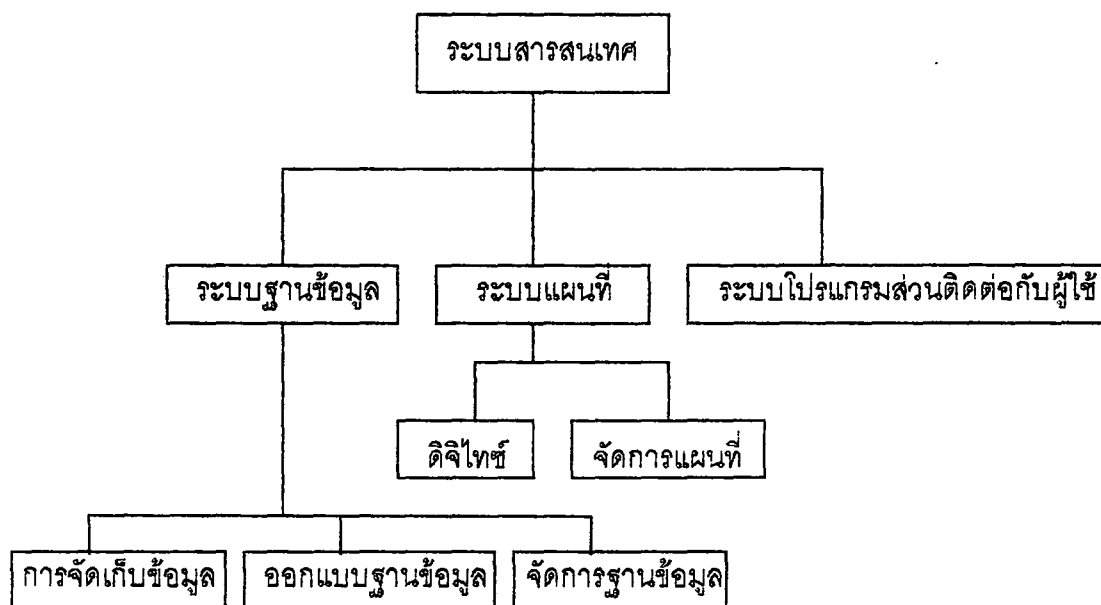 ระบบสารสนเทศ
ระบบฐานข้อมูล
ระบบแผนที่
ระบบโปรแกรมส่วนติดต่อกับผู้ใช้
ดิจิไทซ์
จัดการแผนที่
การจัดเก็บข้อมูล
ออกแบบฐานข้อมูล
จัดการฐานข้อมูล